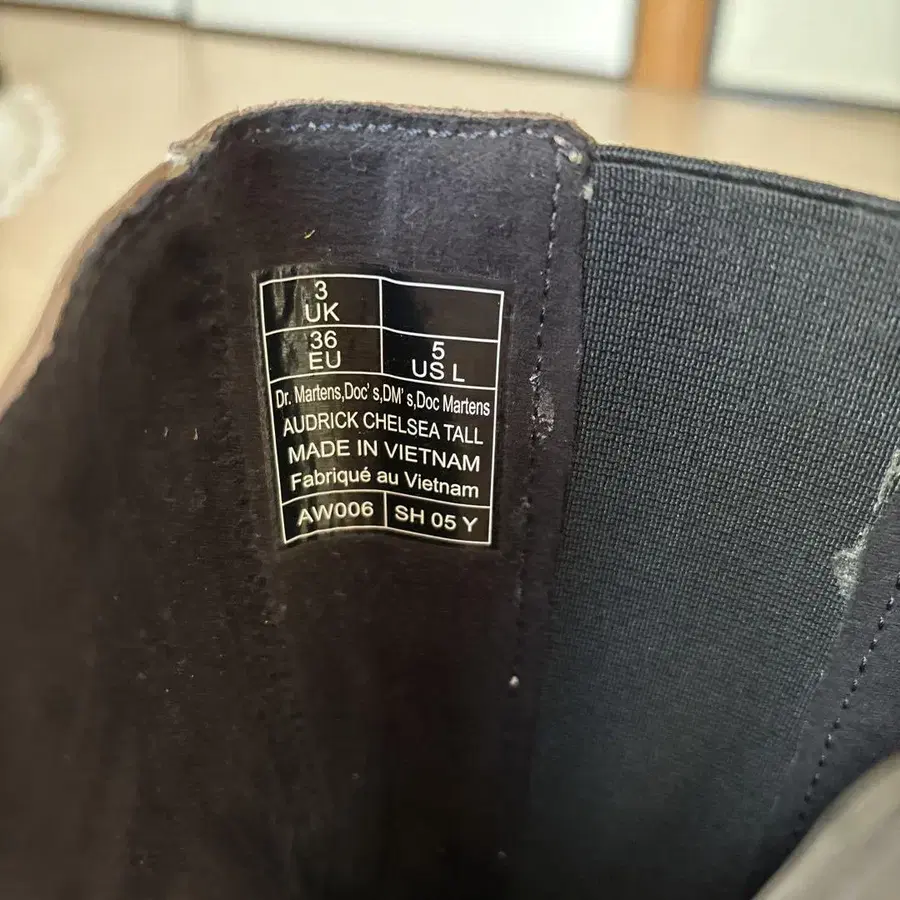 3
UK
36
EU
5
US L
Dr. Martens,Doc's,DM's,Doc Martens
AUDRICK CHELSEA TALL
MADE IN VIETNAM
Fabriqué au Vietnam
AW006 SH 05 Y